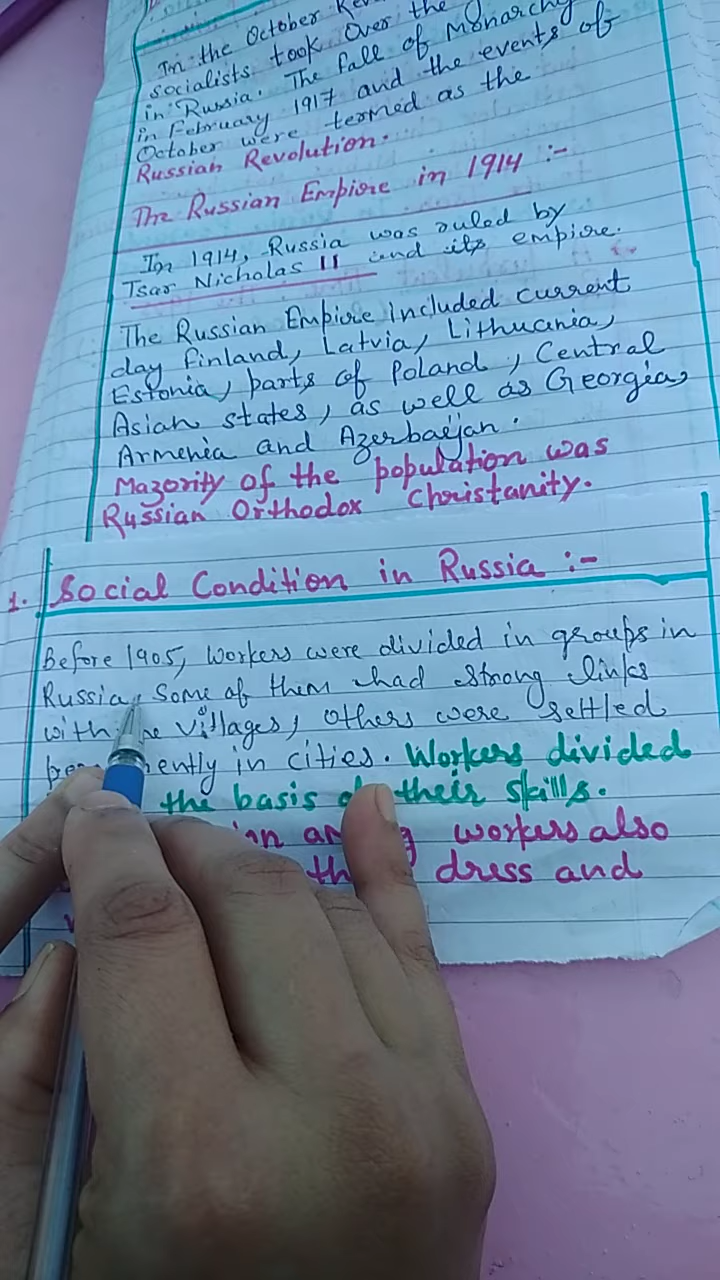 In the October
socialists took over the
in Russia. The fall of Monarchy
in February 1917 and the events of
October were termed as the
Russian Revolution.
The Russian Empire in 1914 :-
In 1914, Russia was ruled by
Tsar Nicholas II and its empire.
The Russian Empire included current
day finland, Latvia, Lithuania,
Estonia, parts of Poland, Central
Asian states, as well as Georgia,
Armenia and Azerbaijan.
Mazority of the population was
Russian Orthodox Christanity.
1. Social Condition in Russia :-
Before 1905, Workers were divided in groups in
Russia, Some of them had strong links
with villages, others were settled
in cities. Workers divided
the basis their skills.
workers also
dress and